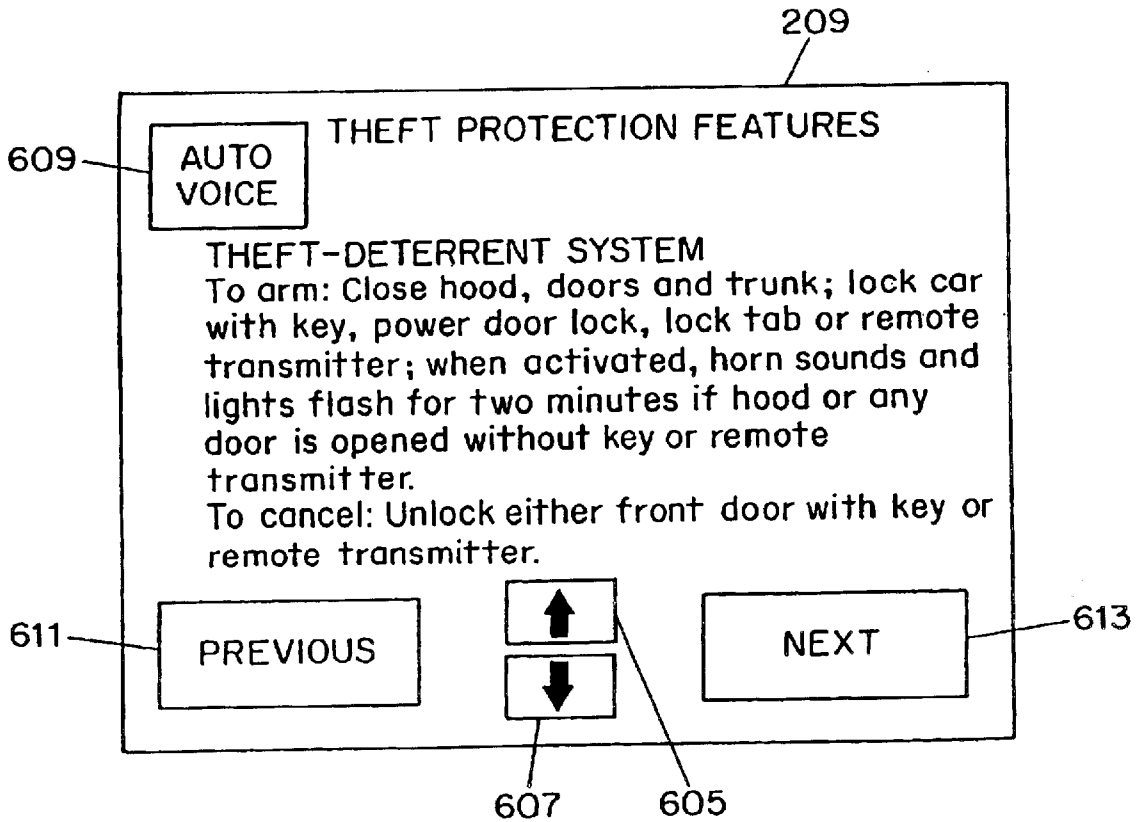 209
THEFT PROTECTION FEATURES
609
AUTO
VOICE
THEFT-DETERRENT SYSTEM
To arm: Close hood, doors and trunk; lock car
with key, power door lock, lock tab or remote
transmitter; when activated, horn sounds and
lights flash for two minutes if hood or any
door is opened without key or remote
transmitter.
To cancel: Unlock either front door with key or
remote transmitter.
611
PREVIOUS
NEXT
613
607
605